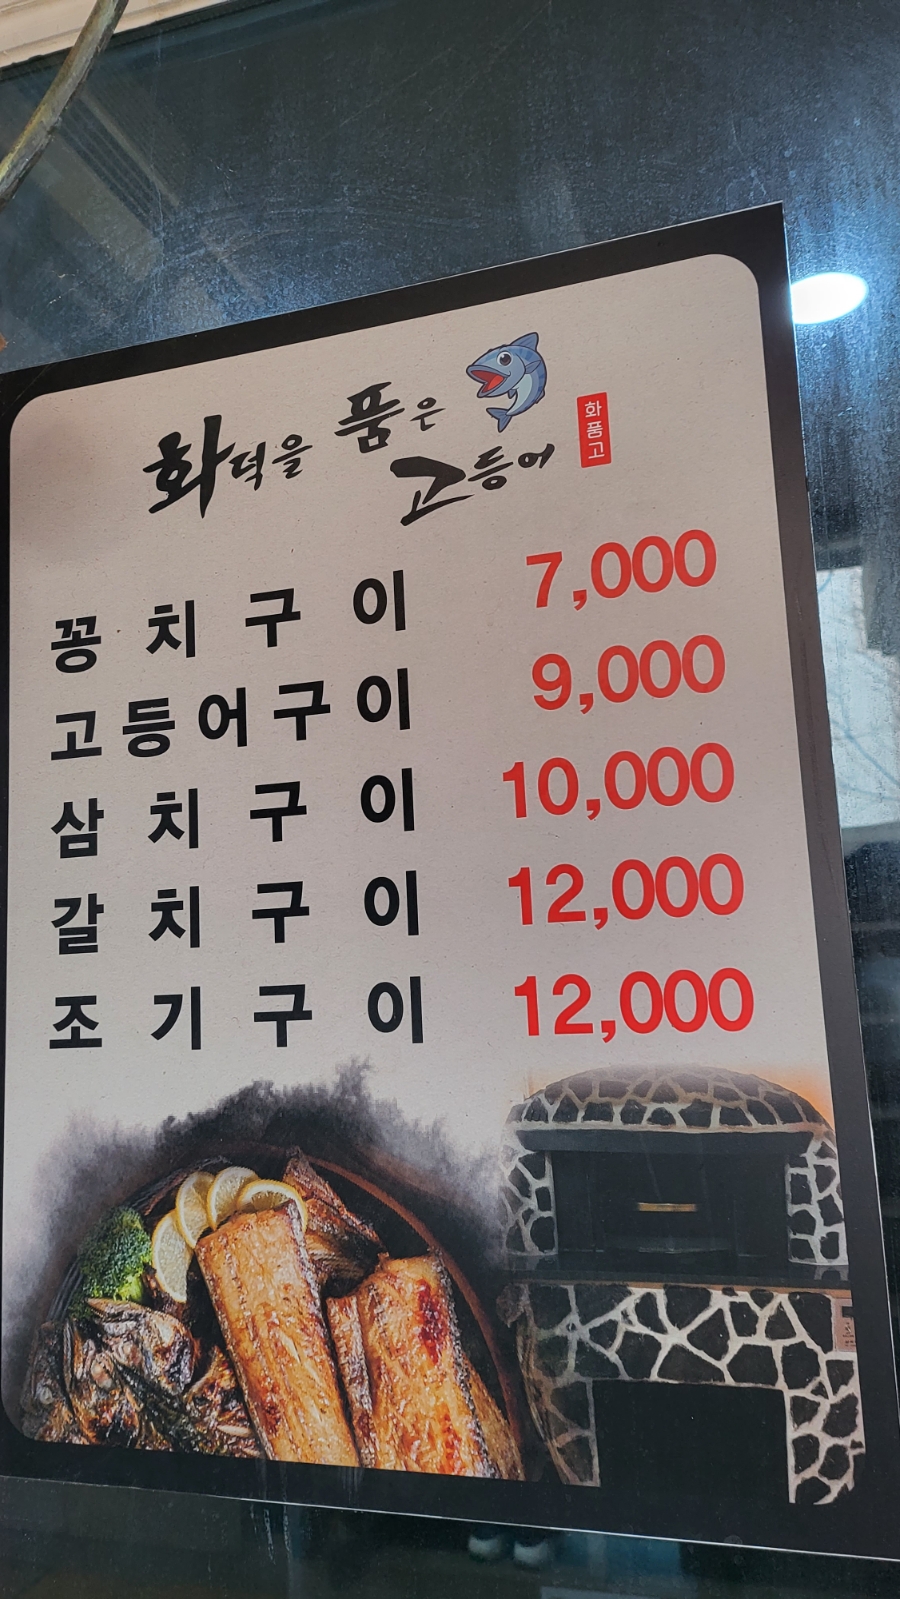 화덕을 품은
고등어
화품고
꽁치구이 7,000
고등어구이 9,000
삼치구이 10,000
갈치구이 12,000
조기구이 12,000